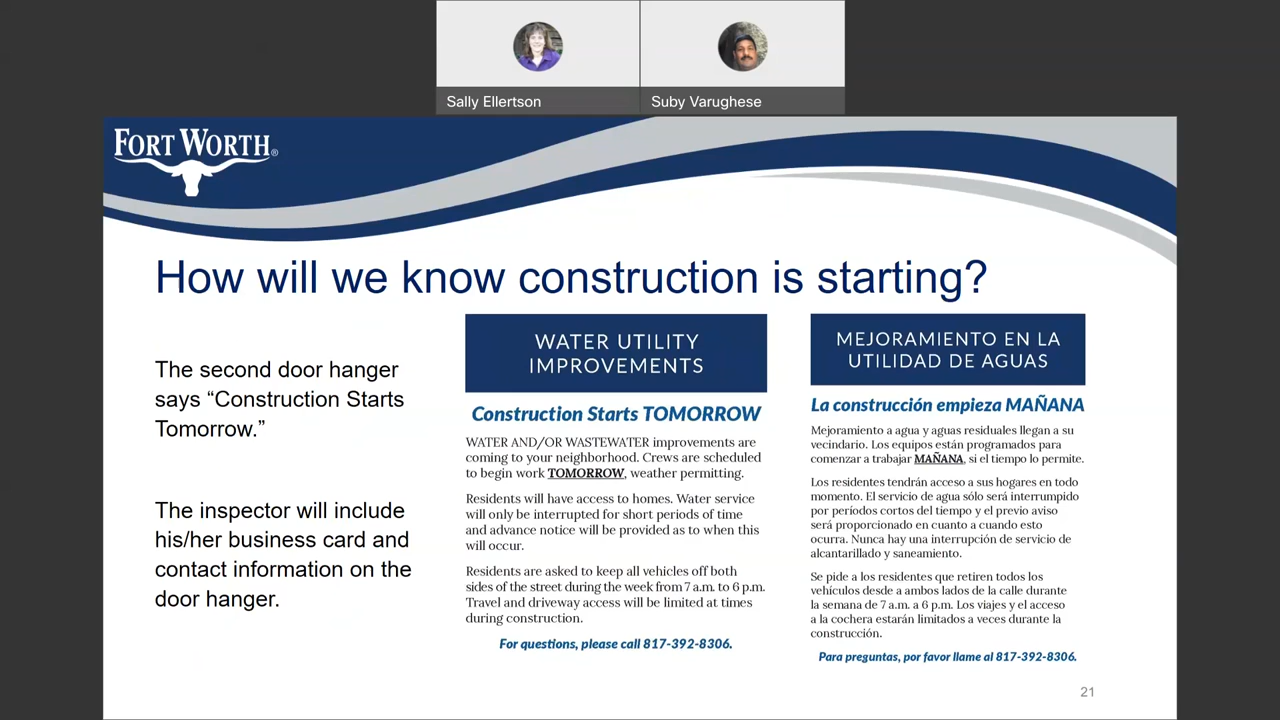 Sally Ellertson
Suby Varughese
FORT WORTH®
How will we know construction is starting?
The second door hanger
says “Construction Starts
Tomorrow.”
The inspector will include
his/her business card and
contact information on the
door hanger.
WATER UTILITY
IMPROVEMENTS
Construction Starts TOMORROW
WATER AND/OR WASTEWATER improvements are
coming to your neighborhood. Crews are scheduled
to begin work TOMORROW, weather permitting.
Residents will have access to homes. Water service
will only be interrupted for short periods of time
and advance notice will be provided as to when this
will occur.
Residents are asked to keep all vehicles off both
sides of the street during the week from 7 a.m. to 6 p.m.
Travel and driveway access will be limited at times
during construction.
For questions, please call 817-392-8306.
MEJORAMIENTO EN LA
UTILIDAD DE AGUAS
La construcción empieza MAÑANA
Mejoramiento a agua y aguas residuales llegan a su
vecindario. Los equipos están programados para
comenzar a trabajar MAÑANA, si el tiempo lo permite.
Los residentes tendrán acceso a sus hogares en todo
momento. El servicio de agua sólo será interrumpido
por períodos cortos del tiempo y el previo aviso
será proporcionado en cuanto a cuando esto
ocurra. Nunca hay una interrupción de servicio de
alcantarillado y saneamiento.
Se pide a los residentes que retiren todos los
vehículos desde a ambos lados de la calle durante
la semana de 7 a.m. a 6 p.m. Los viajes y el acceso
a la cochera estarán limitados a veces durante la
construcción.
Para preguntas, por favor llame al 817-392-8306.
21